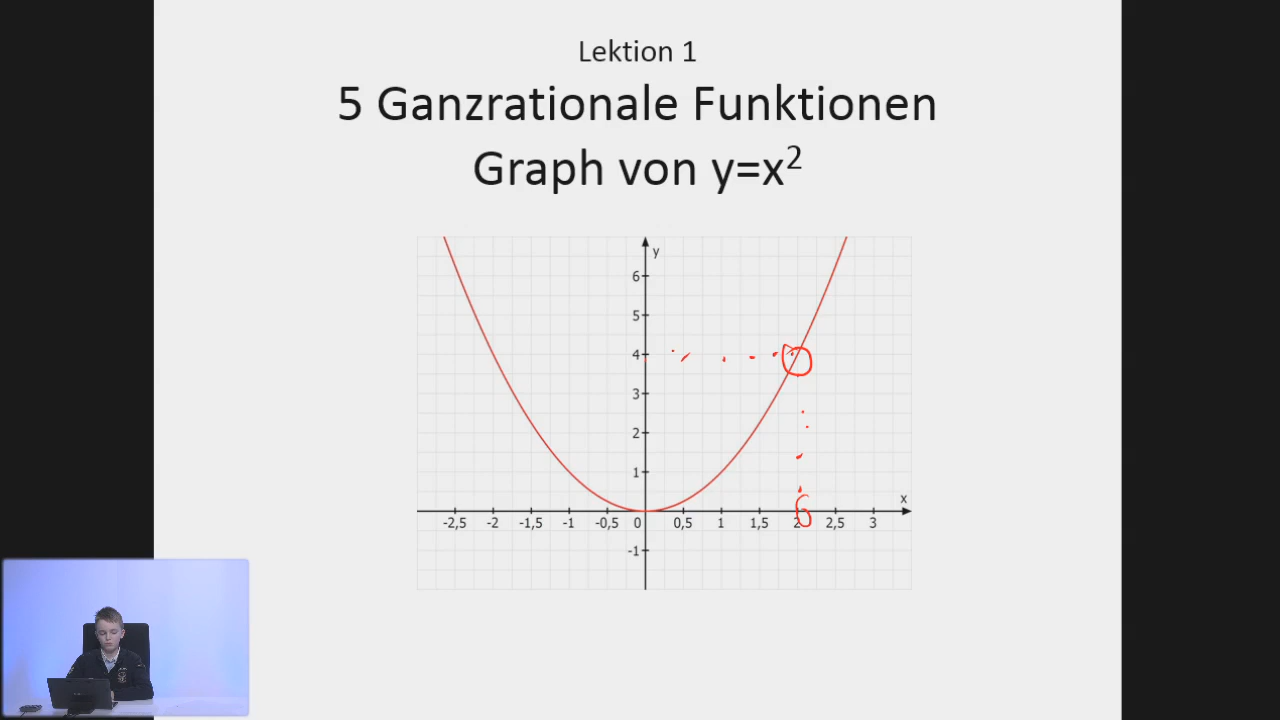 Lektion 1
5 Ganzrationale Funktionen
Graph von y=x²
y
6
5
4
3
2
1
x
-2,5 -2 -1,5 -1 -0,5 0 0,5 1 1,5 2 2,5 3
-1